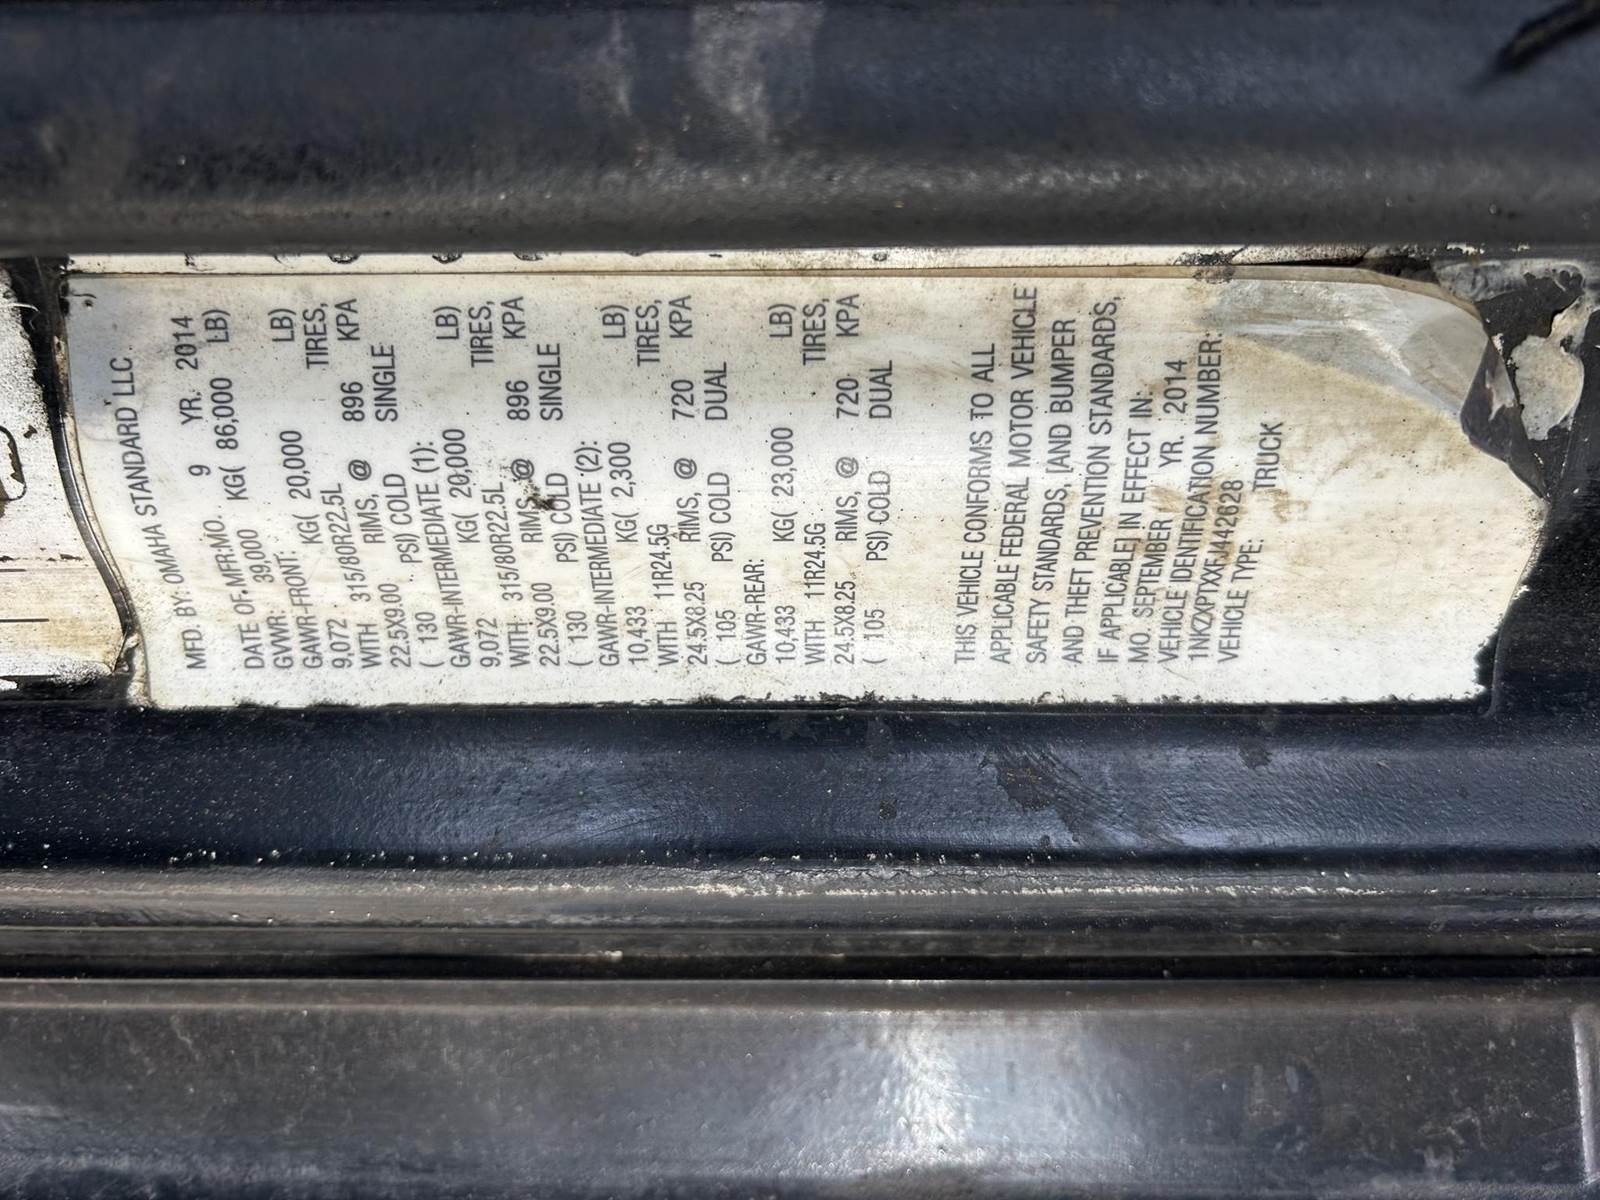 MFD. BY: OMAHA STANDARD LLC
DATE OF MFR:MO. 9 YR. 2014
GVWR: 39,000 KG( 86,000 LB)
GAWR-FRONT:
9,072 KG( 20,000 LB)
WITH 315/80R22.5L TIRES,
22.5X9.00 RIMS, @ 896 KPA
( 130 PSI) COLD SINGLE
GAWR-INTERMEDIATE (1):
9,072 KG( 20,000 LB)
WITH 315/80R22.5L TIRES,
22.5X9.00 RIMS, @ 896 KPA
( 130 PSI) COLD SINGLE
GAWR-INTERMEDIATE (2):
10,433 KG( 2,300 LB)
WITH 11R24.5G TIRES,
24.5X8.25 RIMS, @ 720 KPA
( 105 PSI) COLD DUAL
GAWR-REAR:
10,433 KG( 23,000 LB)
WITH 11R24.5G TIRES,
24.5X8.25 RIMS, @ 720 KPA
( 105 PSI) COLD DUAL
THIS VEHICLE CONFORMS TO ALL
APPLICABLE FEDERAL MOTOR VEHICLE
SAFETY STANDARDS, [AND BUMPER
AND THEFT PREVENTION STANDARDS,
IF APPLICABLE] IN EFFECT IN:
MO. SEPTEMBER YR. 2014
VEHICLE IDENTIFICATION NUMBER:
1NKZXPTXXFJ442628
VEHICLE TYPE: TRUCK